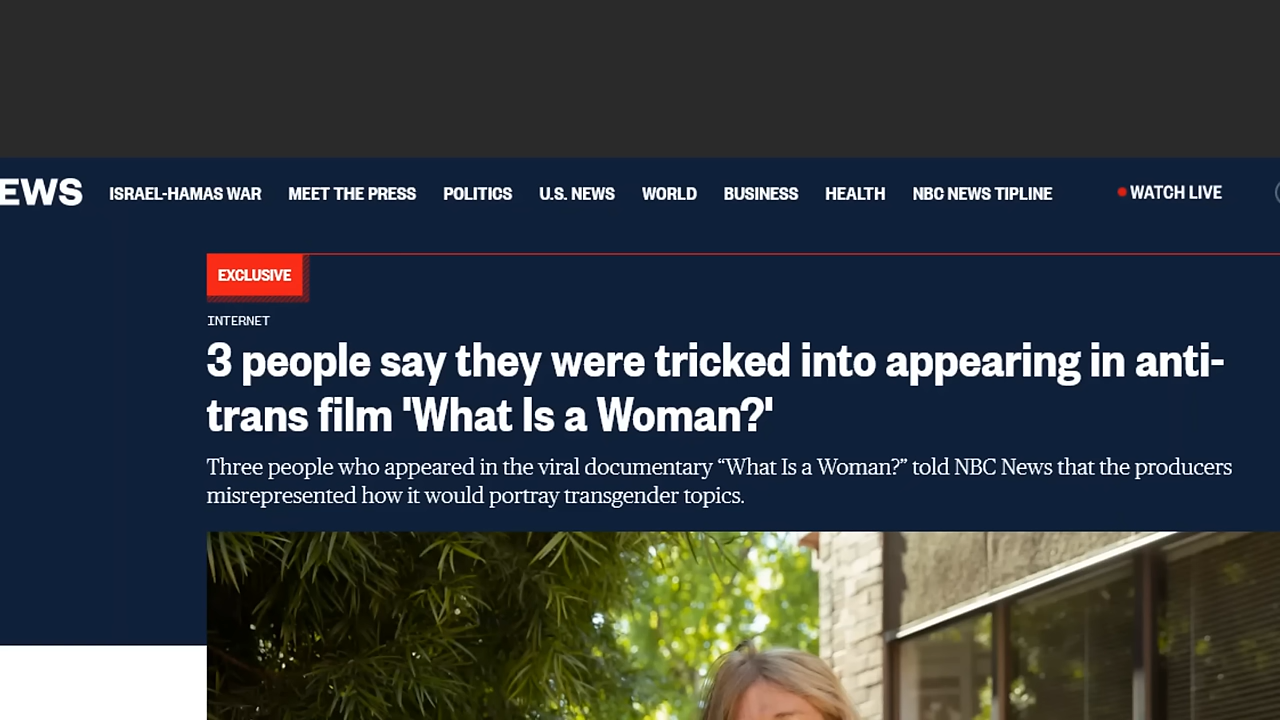 EWS
ISRAEL-HAMAS WAR MEET THE PRESS POLITICS U.S. NEWS WORLD BUSINESS HEALTH NBC NEWS TIPLINE WATCH LIVE
EXCLUSIVE
INTERNET
3 people say they were tricked into appearing in anti-
trans film 'What Is a Woman?'
Three people who appeared in the viral documentary “What Is a Woman?” told NBC News that the producers
misrepresented how it would portray transgender topics.